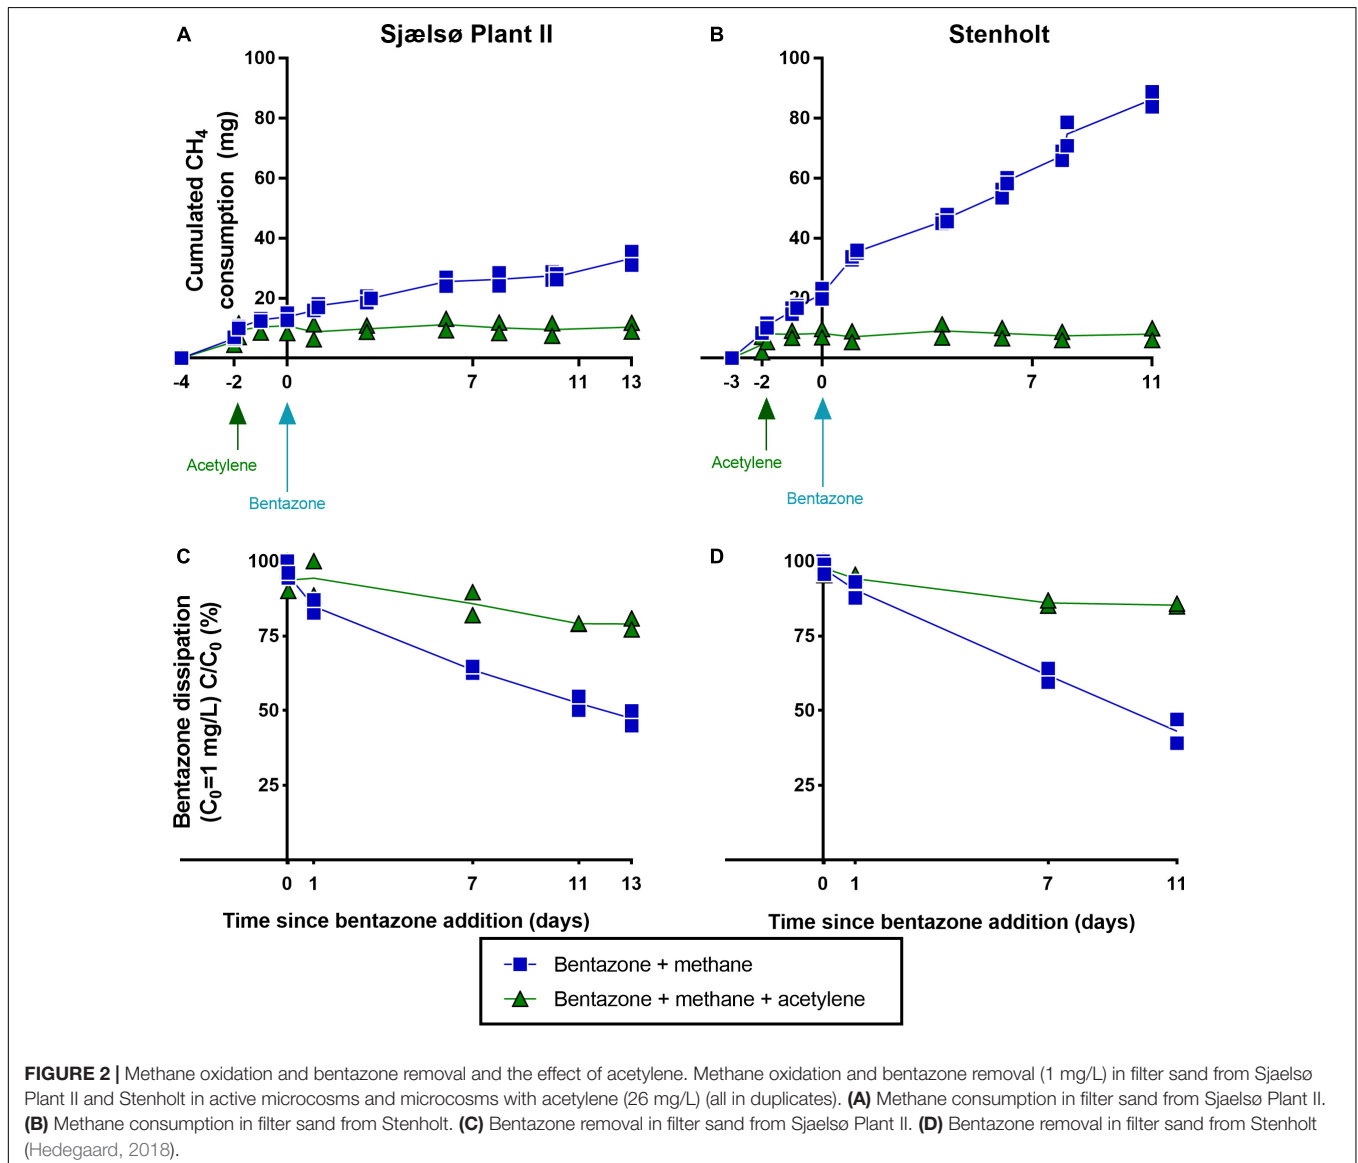 A
Sjælsø Plant II
Cumulated CH4
consumption (mg)
100
80
60
40
20
-4
-2
0
7
11
13
Acetylene
Bentazone
B
Stenholt
100
80
60
40
20
-3
-2
0
7
11
Acetylene
Bentazone
C
Bentazone dissipation
(C0=1 mg/L) C/C0 (%)
100
75
50
25
0
1
7
11
13
Time since bentazone addition (days)
D
100
75
50
25
0
1
7
11
Time since bentazone addition (days)
Bentazone + methane
Bentazone + methane + acetylene
FIGURE 2 | Methane oxidation and bentazone removal and the effect of acetylene. Methane oxidation and bentazone removal (1 mg/L) in filter sand from Sjaelsø
Plant II and Stenholt in active microcosms and microcosms with acetylene (26 mg/L) (all in duplicates). (A) Methane consumption in filter sand from Sjaelsø Plant II.
(B) Methane consumption in filter sand from Stenholt. (C) Bentazone removal in filter sand from Sjaelsø Plant II. (D) Bentazone removal in filter sand from Stenholt
(Hedegaard, 2018).